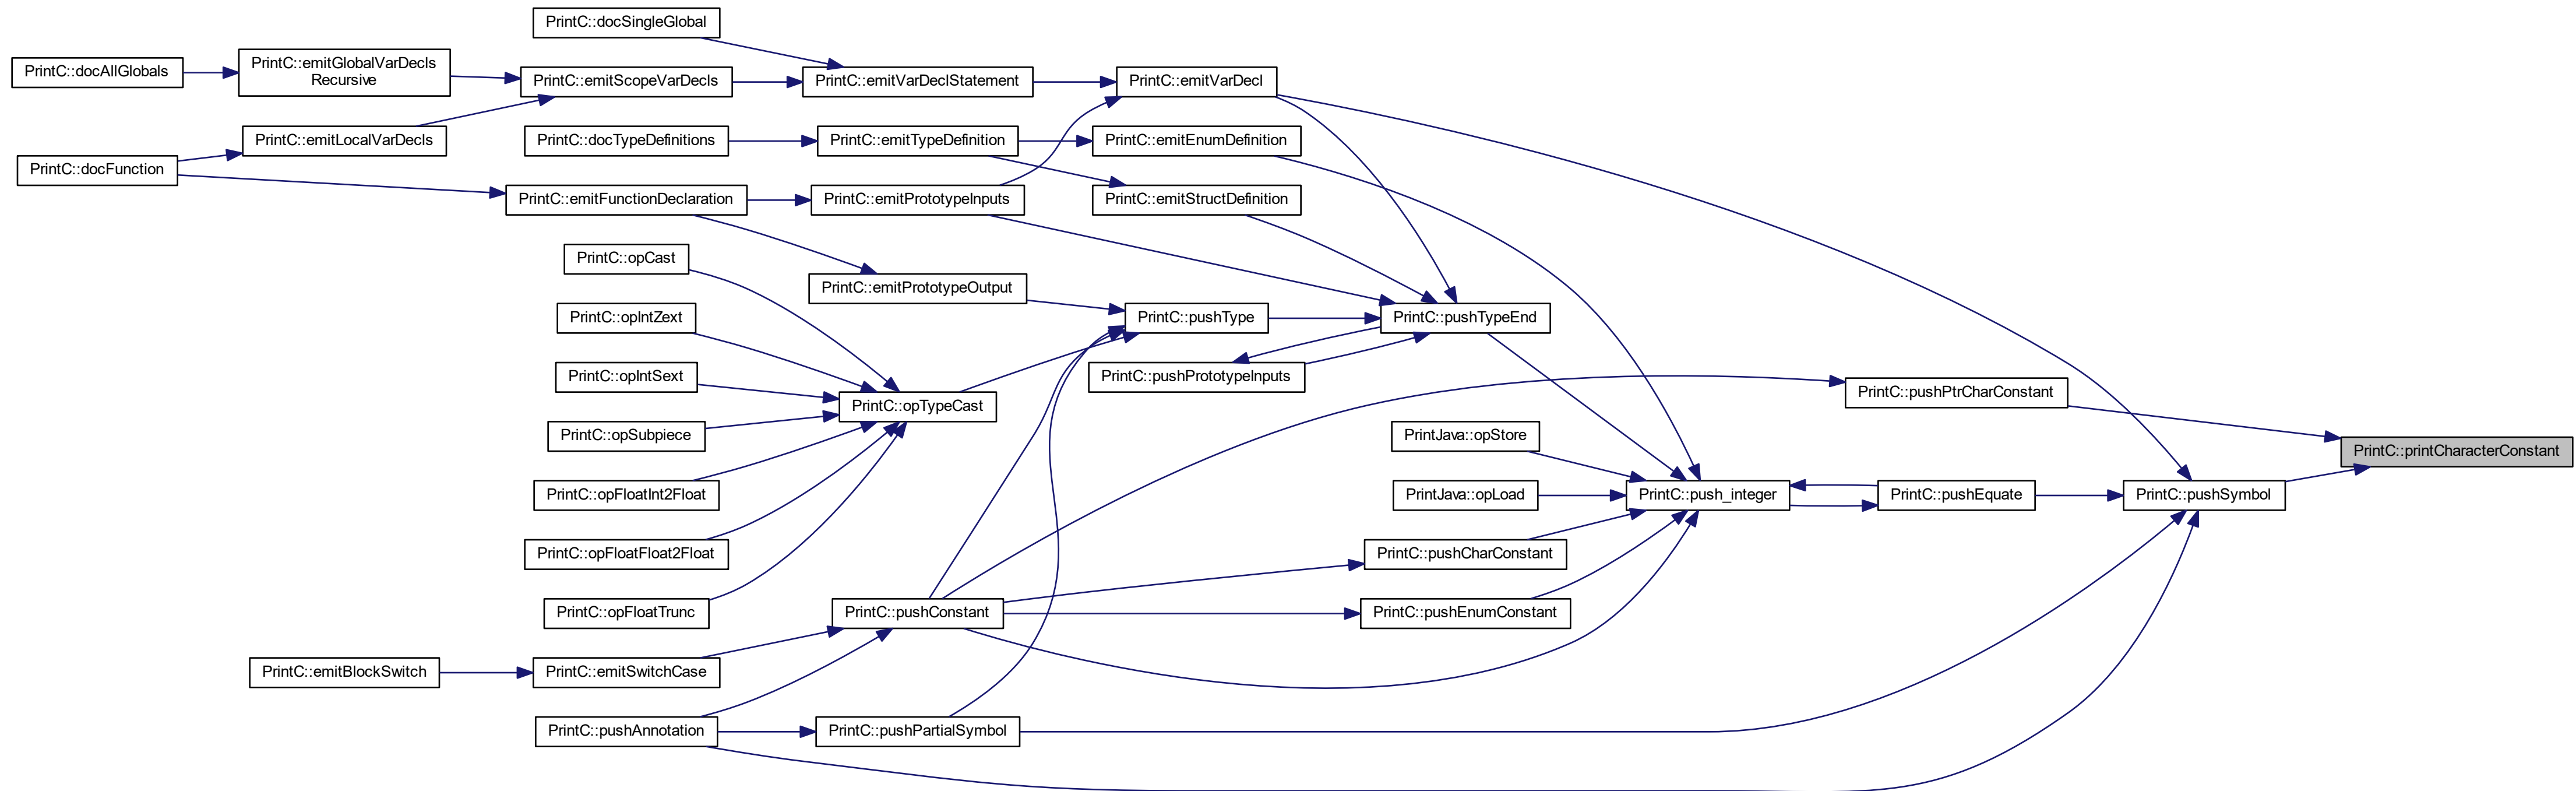 PrintC::docSingleGlobal
PrintC::docAllGlobals
PrintC::emitGlobalVarDecls
Recursive
PrintC::emitScopeVarDecls
PrintC::emitVarDeclStatement
PrintC::emitVarDecl
PrintC::emitLocalVarDecls
PrintC::docTypeDefinitions
PrintC::emitTypeDefinition
PrintC::emitEnumDefinition
PrintC::docFunction
PrintC::emitFunctionDeclaration
PrintC::emitPrototypeInputs
PrintC::emitStructDefinition
PrintC::opCast
PrintC::emitPrototypeOutput
PrintC::opIntZext
PrintC::pushType
PrintC::pushTypeEnd
PrintC::opIntSext
PrintC::pushPrototypeInputs
PrintC::opTypeCast
PrintC::pushPtrCharConstant
PrintC::opSubpiece
PrintJava::opStore
PrintC::printCharacterConstant
PrintC::opFloatInt2Float
PrintJava::opLoad
PrintC::push_integer
PrintC::pushEquate
PrintC::pushSymbol
PrintC::opFloatFloat2Float
PrintC::pushCharConstant
PrintC::opFloatTrunc
PrintC::pushConstant
PrintC::pushEnumConstant
PrintC::emitBlockSwitch
PrintC::emitSwitchCase
PrintC::pushAnnotation
PrintC::pushPartialSymbol